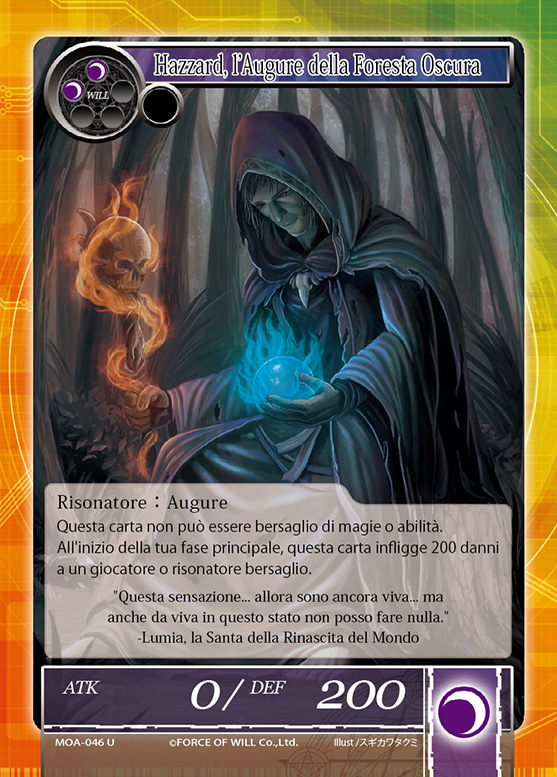 Hazzard, l'Augure della Foresta Oscura
WILL
Risonatore : Augure
Questa carta non può essere bersaglio di magie o abilità.
All'inizio della tua fase principale, questa carta infligge 200 danni
a un giocatore o risonatore bersaglio.
"Questa sensazione... allora sono ancora viva... ma
anche da viva in questo stato non posso fare nulla."
-Lumia, la Santa della Rinascita del Mondo
ATK 0 / DEF 200
MOA-046 U ©FORCE OF WILL Co.,Ltd. Illust /スギカワタクミ